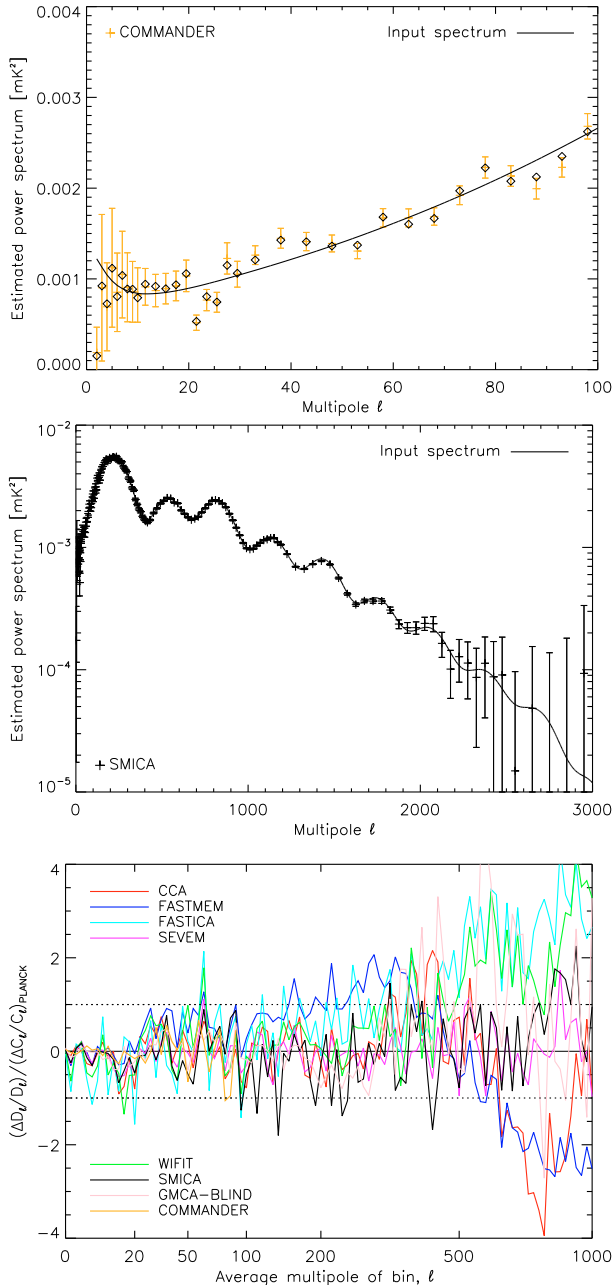 0.004
COMMANDER
Input spectrum
0.003
0.002
0.001
0.000
Estimated power spectrum [mK²]
0 20 40 60 80 100
Multipole ℓ
10⁻²
Input spectrum
10⁻³
10⁻⁴
10⁻⁵
Estimated power spectrum [mK²]
SMICA
0 1000 2000 3000
Multipole ℓ
4
CCA
FASTMEM
FASTICA
SEVEM
2
0
-2
-4
(ΔDℓ/Dℓ)/(ΔCℓ/Cℓ)PLANCK
WIFIT
SMICA
GMCA-BLIND
COMMANDER
0 20 50 100 200 500 1000
Average multipole of bin, ℓ